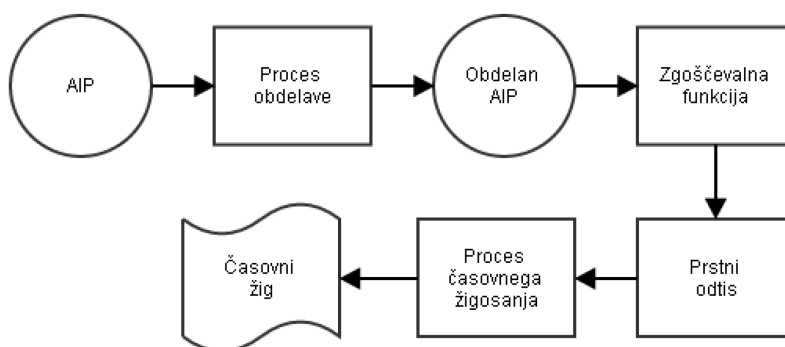 AIP
Proces
obdelave
Obdelan
AIP
Zgoščevalna
funkcija
Prstni
odtis
Proces
časovnega
žigosanja
Časovni
žig